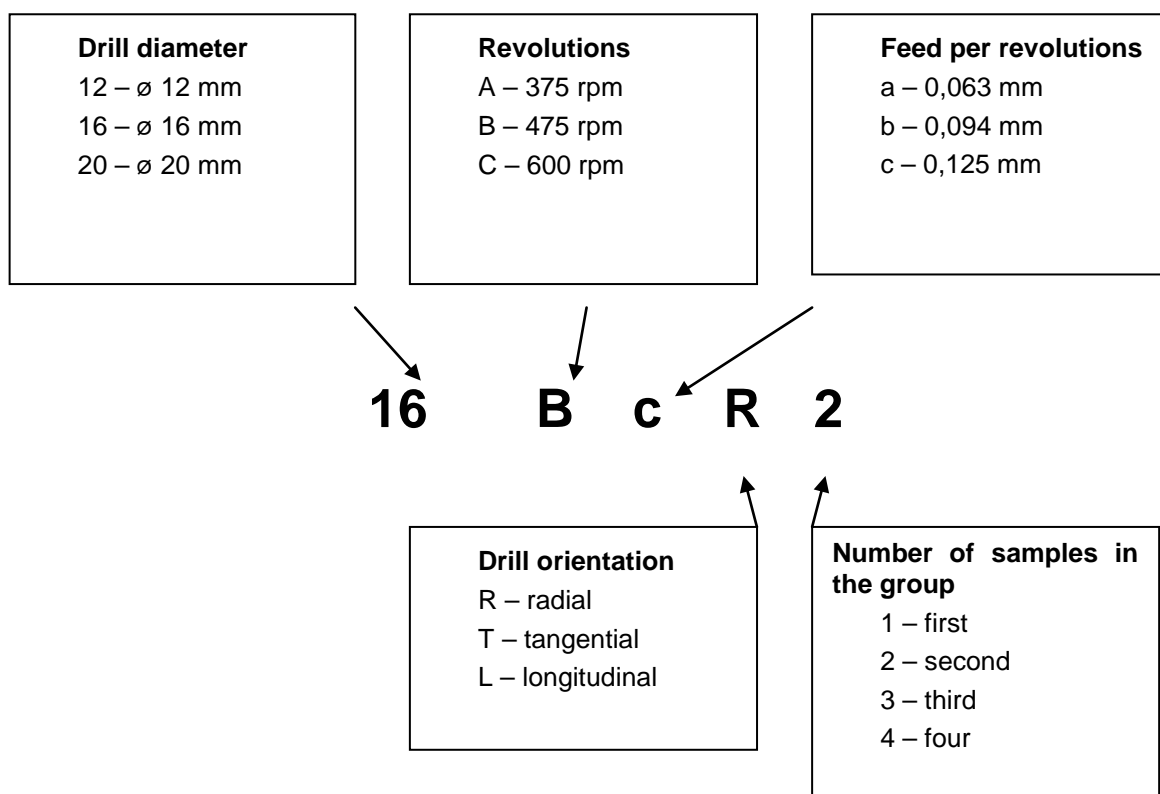 Drill diameter
12 – ø 12 mm
16 – ø 16 mm
20 – ø 20 mm
Revolutions
A – 375 rpm
B – 475 rpm
C – 600 rpm
Feed per revolutions
a – 0,063 mm
b – 0,094 mm
c – 0,125 mm
16 B c R 2
Drill orientation
R – radial
T – tangential
L – longitudinal
Number of samples in
the group
1 – first
2 – second
3 – third
4 – four